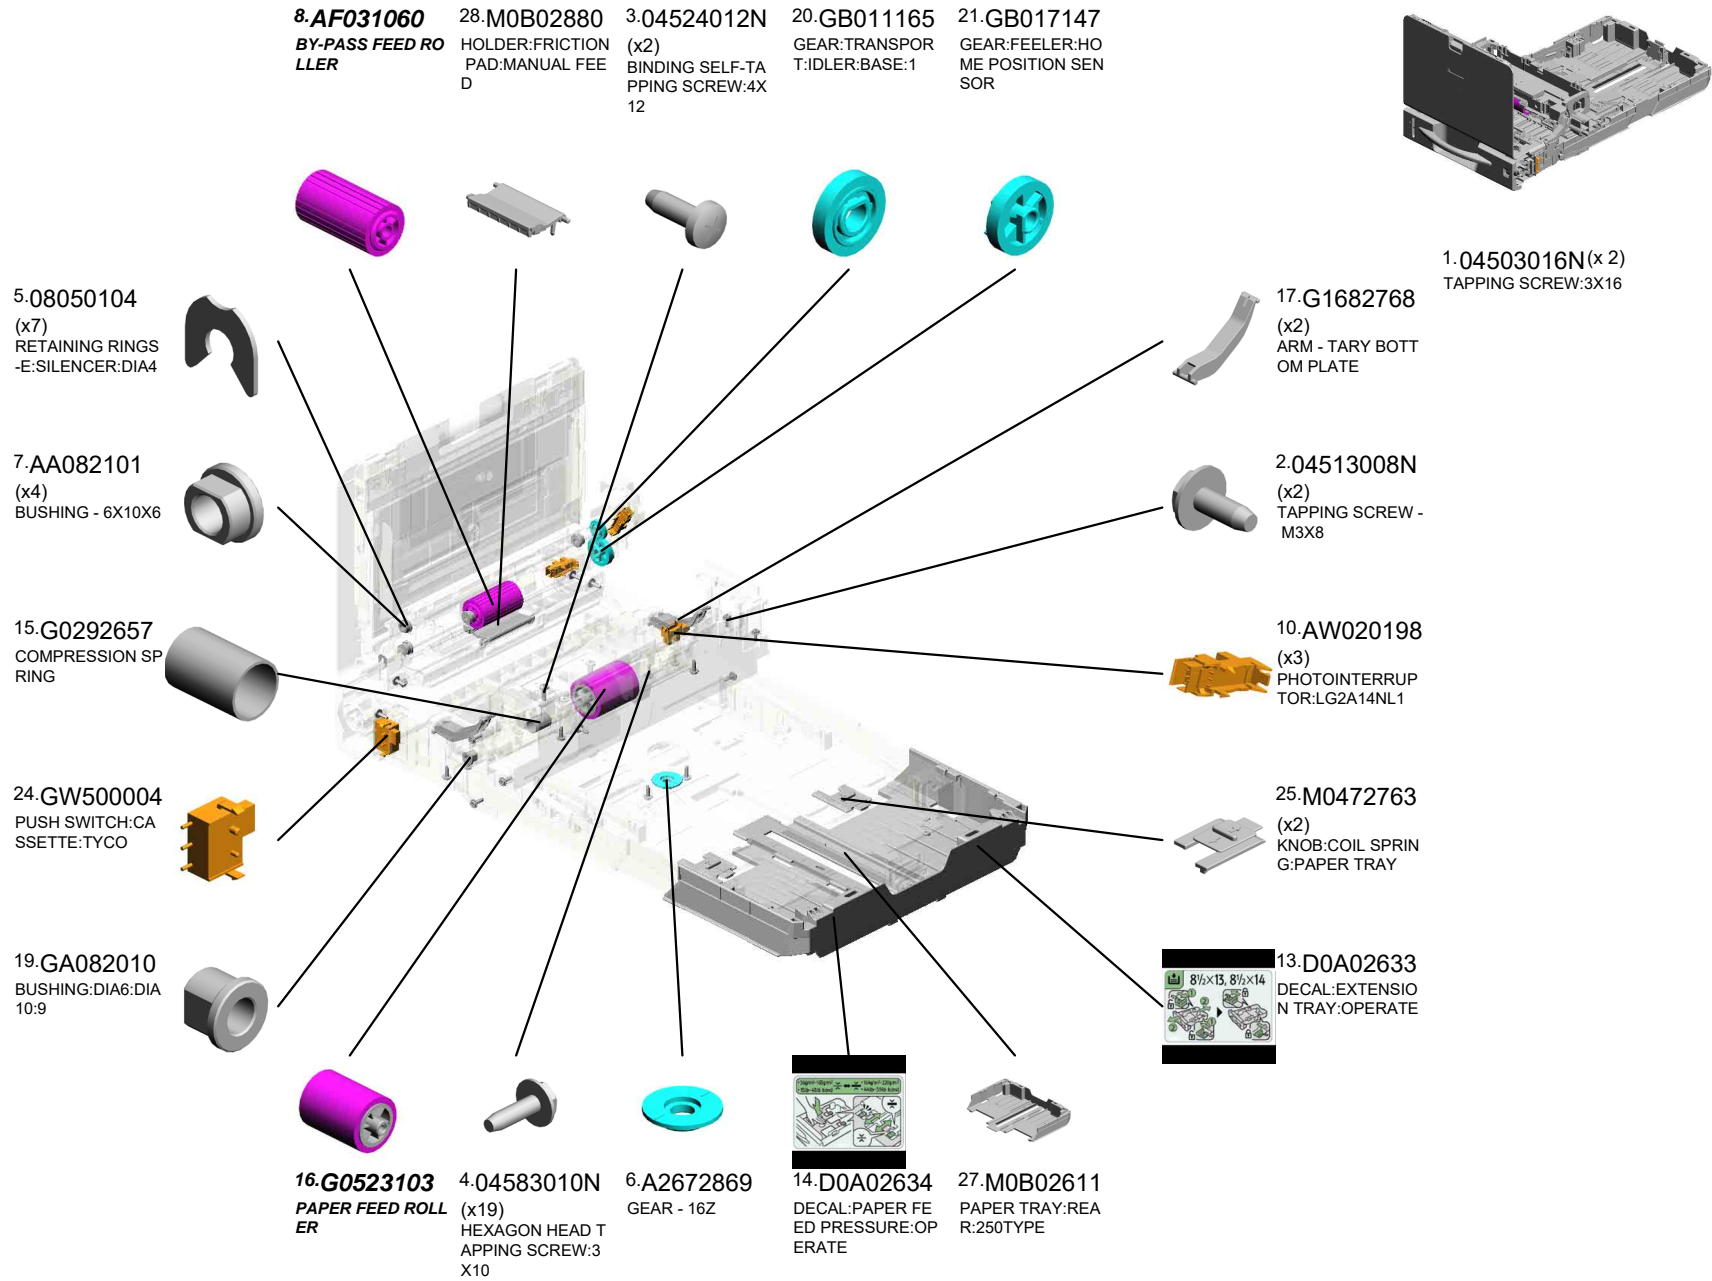 8.AF031060
BY-PASS FEED RO
LLER
28.M0B02880
HOLDER:FRICTION
PAD:MANUAL FEE
D
3.04524012N
(x2)
BINDING SELF-TA
PPING SCREW:4X
12
20.GB011165
GEAR:TRANSPOR
T:IDLER:BASE:1
21.GB017147
GEAR:FEELER:HO
ME POSITION SEN
SOR
1.04503016N(x 2)
TAPPING SCREW:3X16
5.08050104
(x7)
RETAINING RINGS
-E:SILENCER:DIA4
17.G1682768
(x2)
ARM - TARY BOTT
OM PLATE
7.AA082101
(x4)
BUSHING - 6X10X6
2.04513008N
(x2)
TAPPING SCREW -
M3X8
15.G0292657
COMPRESSION SP
RING
10.AW020198
(x3)
PHOTOINTERRUP
TOR:LG2A14NL1
24.GW500004
PUSH SWITCH:CA
SSETTE:TYCO
25.M0472763
(x2)
KNOB:COIL SPRIN
G:PAPER TRAY
19.GA082010
BUSHING:DIA6:DIA
10:9
8½×13, 8½×14
13.D0A02633
DECAL:EXTENSIO
N TRAY:OPERATE
16.G0523103
PAPER FEED ROLL
ER
4.04583010N
(x19)
HEXAGON HEAD T
APPING SCREW:3
X10
6.A2672869
GEAR - 16Z
14.D0A02634
DECAL:PAPER FE
ED PRESSURE:OP
ERATE
27.M0B02611
PAPER TRAY:REA
R:250TYPE